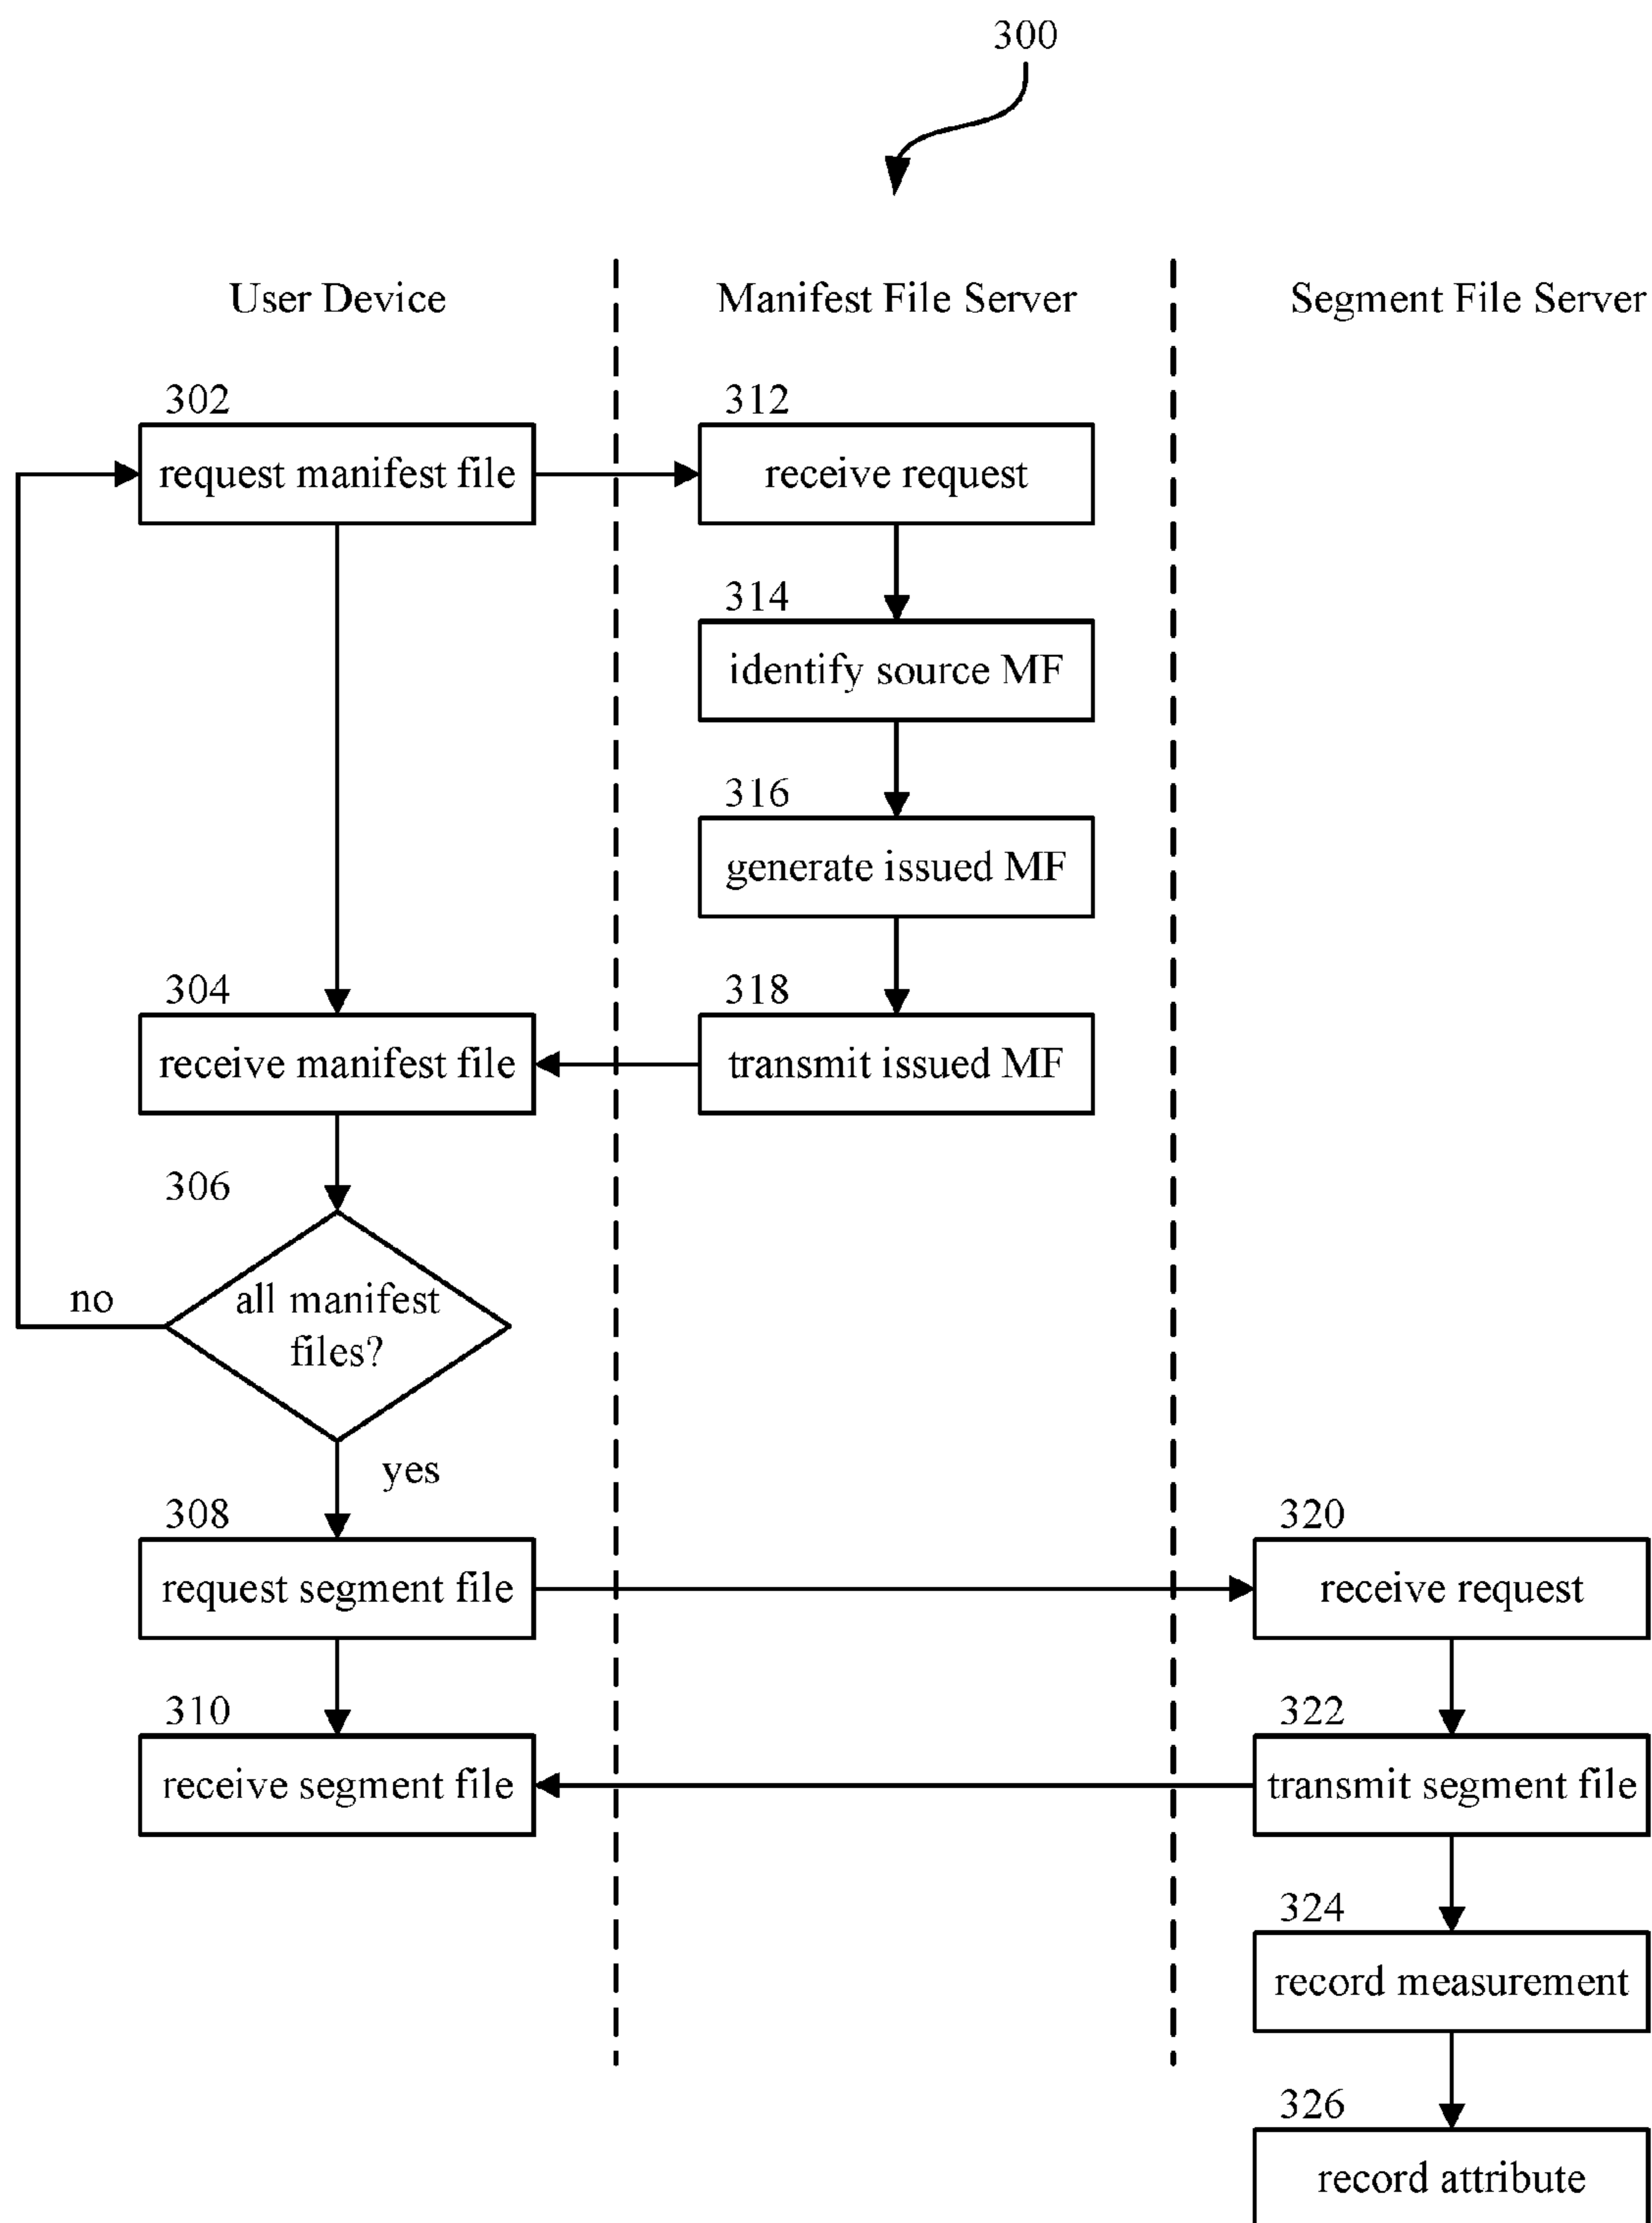 300
User Device
Manifest File Server
Segment File Server
302
request manifest file
312
receive request
314
identify source MF
316
generate issued MF
304
receive manifest file
318
transmit issued MF
306
all manifest
files?
no
yes
308
request segment file
320
receive request
310
receive segment file
322
transmit segment file
324
record measurement
326
record attribute